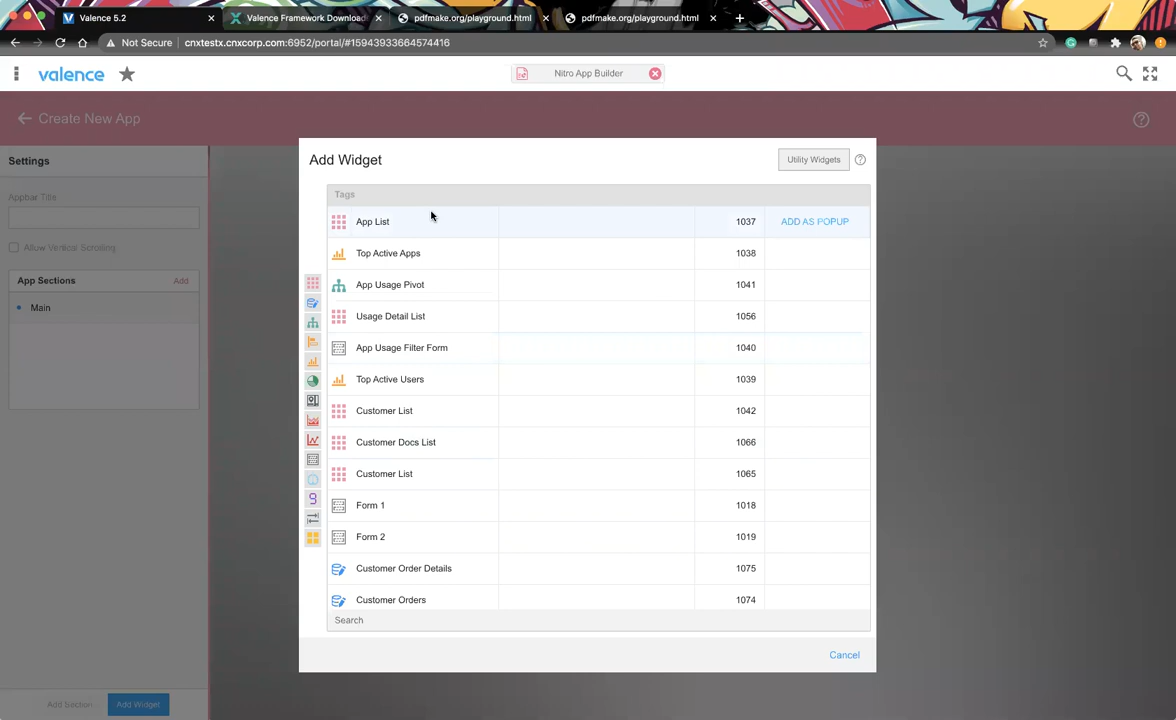 Valence 5.2
Valence Framework Download
pdfmake.org/playground.html
pdfmake.org/playground.html
Not Secure
cnxtestx.cnxcorp.com:6952/portal/#15943933664574416
valence
Nitro App Builder
Create New App
Settings
Appbar Title
Allow Vertical Scrolling
App Sections Add
Main
Add Section
Add Widget
Add Widget
Utility Widgets
Tags
App List 1037 ADD AS POPUP
Top Active Apps 1038
App Usage Pivot 1041
Usage Detail List 1056
App Usage Filter Form 1040
Top Active Users 1039
Customer List 1042
Customer Docs List 1066
Customer List 1065
Form 1 1018
Form 2 1019
Customer Order Details 1075
Customer Orders 1074
9
Search
Cancel